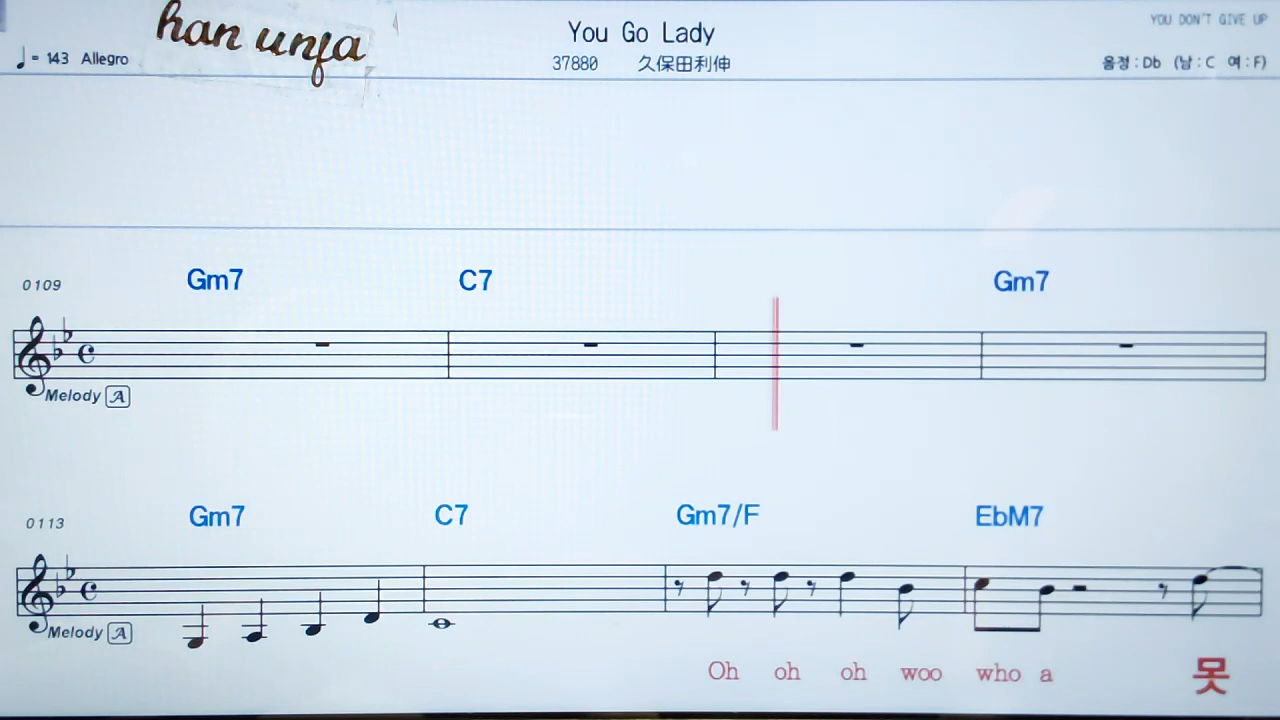 han unja
You Go Lady
YOU DON'T GIVE UP
♩ = 143 Allegro
37880 久保田利伸
음정:Db (남:C 여:F)
0109 Gm7 C7 Gm7
Melody A
0113 Gm7 C7 Gm7/F EbM7
Melody A
Oh oh oh woo who a 못